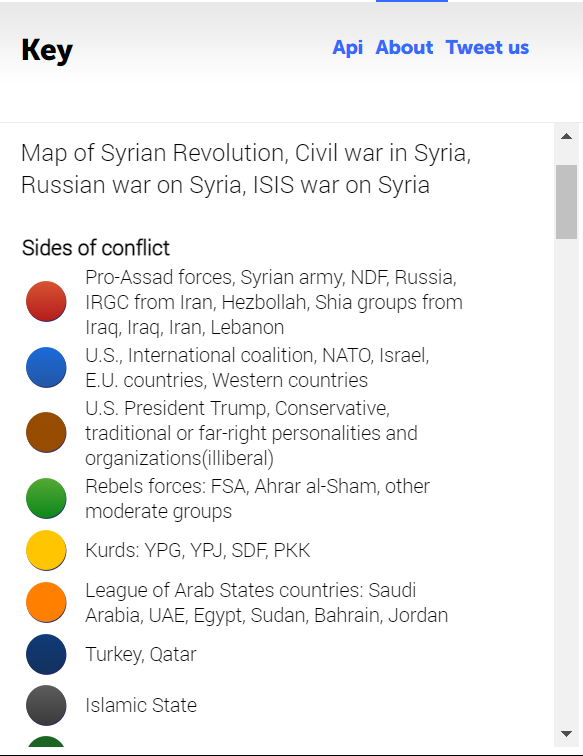 Key
Api About Tweet us
Map of Syrian Revolution, Civil war in Syria,
Russian war on Syria, ISIS war on Syria
Sides of conflict
Pro-Assad forces, Syrian army, NDF, Russia,
IRGC from Iran, Hezbollah, Shia groups from
Iraq, Iraq, Iran, Lebanon
U.S., International coalition, NATO, Israel,
E.U. countries, Western countries
U.S. President Trump, Conservative,
traditional or far-right personalities and
organizations(illiberal)
Rebels forces: FSA, Ahrar al-Sham, other
moderate groups
Kurds: YPG, YPJ, SDF, PKK
League of Arab States countries: Saudi
Arabia, UAE, Egypt, Sudan, Bahrain, Jordan
Turkey, Qatar
Islamic State